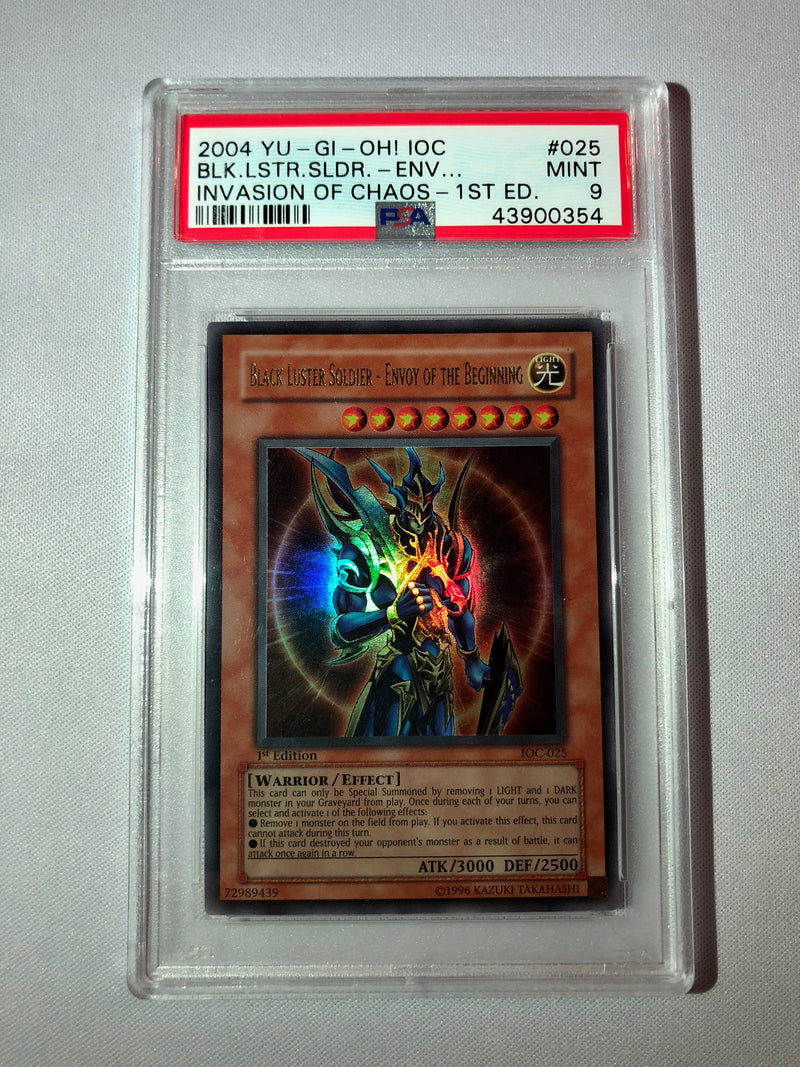 2004 YU-GI-OH! IOC #025
BLK.LSTR.SLDR.-ENV... MINT
INVASION OF CHAOS-1ST ED. 9
PSA 43900354
BLACK LUSTER SOLDIER - ENVOY OF THE BEGINNING
LIGHT
光
1st Edition IOC-025
[WARRIOR/EFFECT]
This card can only be Special Summoned by removing 1 LIGHT and 1 DARK
monster in your Graveyard from play. Once during each of your turns, you can
select and activate 1 of the following effects:
●Remove 1 monster on the field from play. If you activate this effect, this card
cannot attack during this turn.
●If this card destroyed your opponent's monster as a result of battle, it can
attack once again in a row.
ATK/3000 DEF/2500
72989439 ©1996 KAZUKI TAKAHASHI